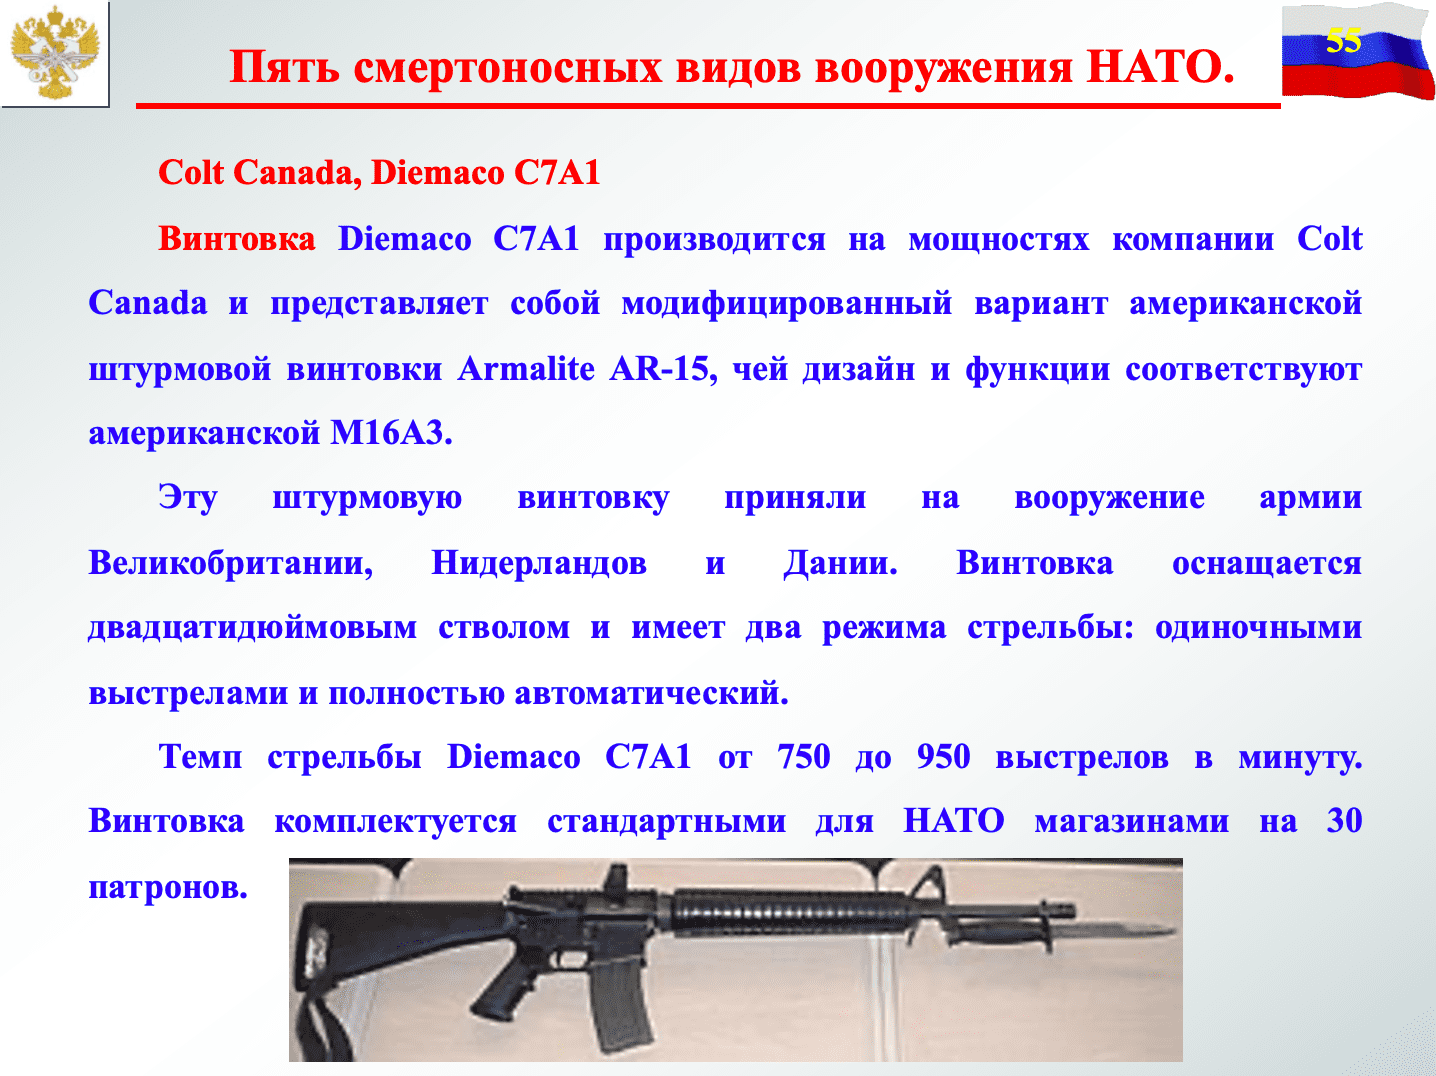 55
Пять смертоносных видов вооружения НАТО.
Colt Canada, Diemaco C7A1
Винтовка Diemaco C7A1 производится на мощностях компании Colt
Canada и представляет собой модифицированный вариант американской
штурмовой винтовки Armalite AR-15, чей дизайн и функции соответствуют
американской M16A3.
Эту штурмовую винтовку приняли на вооружение армии
Великобритании, Нидерландов и Дании. Винтовка оснащается
двадцатидюймовым стволом и имеет два режима стрельбы: одиночными
выстрелами и полностью автоматический.
Темп стрельбы Diemaco C7A1 от 750 до 950 выстрелов в минуту.
Винтовка комплектуется стандартными для НАТО магазинами на 30
патронов.